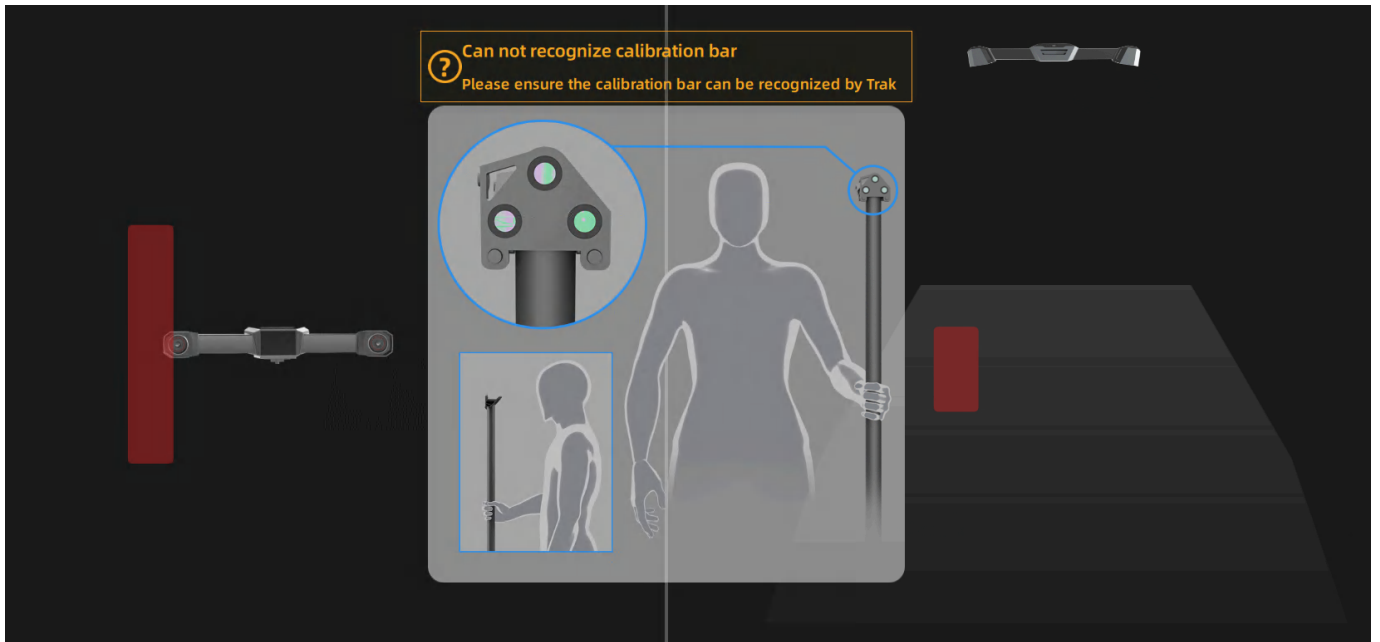 Can not recognize calibration bar
Please ensure the calibration bar can be recognized by Trak